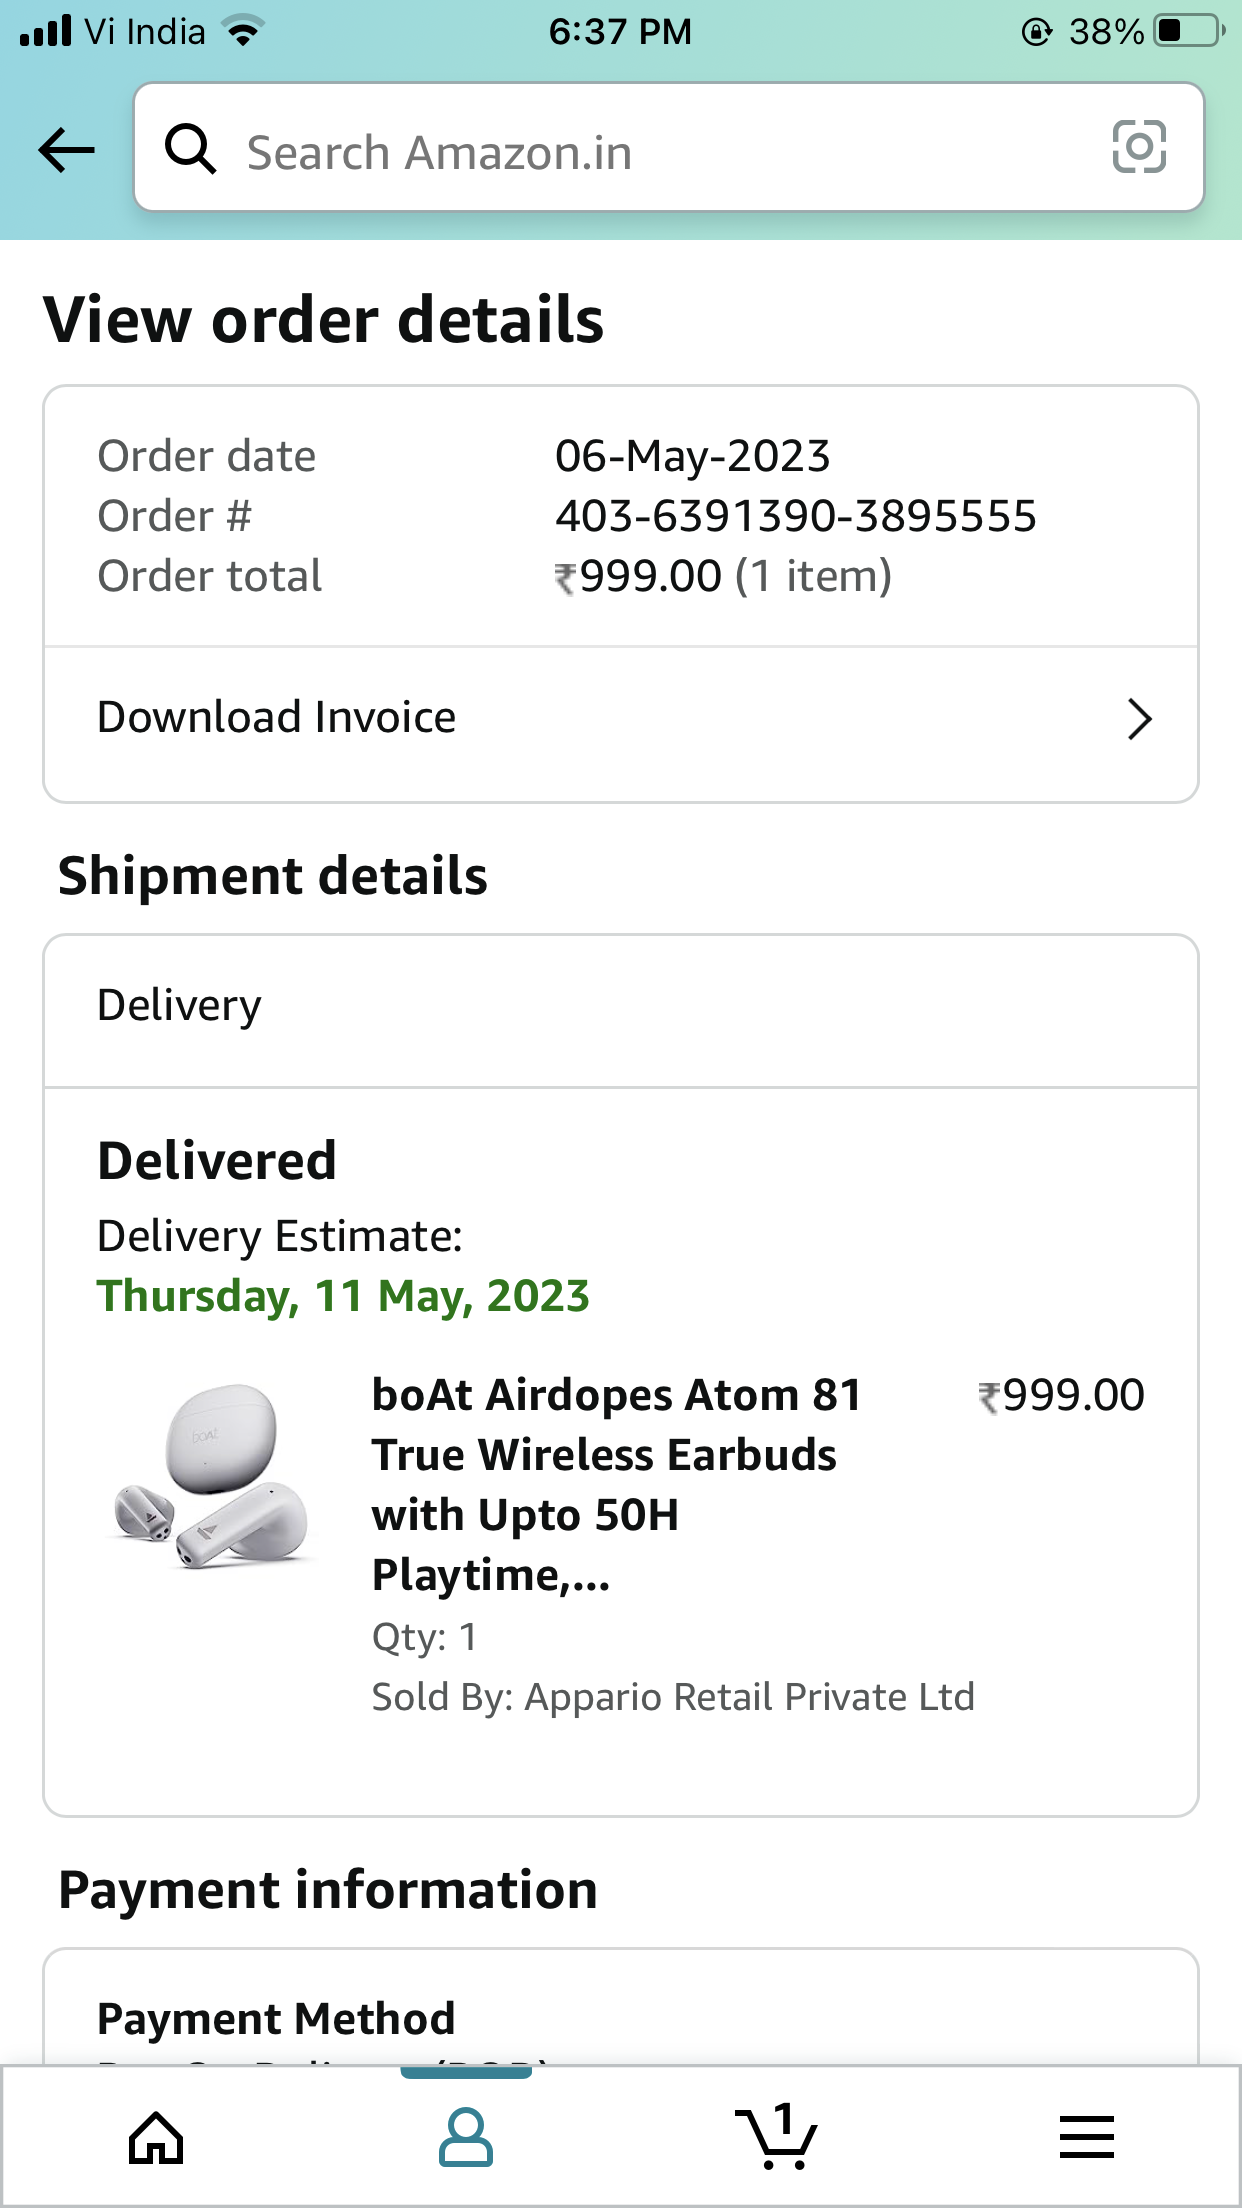 Vi India
6:37 PM
38%
Search Amazon.in
View order details
Order date 06-May-2023
Order # 403-6391390-3895555
Order total ₹999.00 (1 item)
Download Invoice
Shipment details
Delivery
Delivered
Delivery Estimate:
Thursday, 11 May, 2023
boAt
boAt Airdopes Atom 81 ₹999.00
True Wireless Earbuds
with Upto 50H
Playtime,...
Qty: 1
Sold By: Appario Retail Private Ltd
Payment information
Payment Method
1